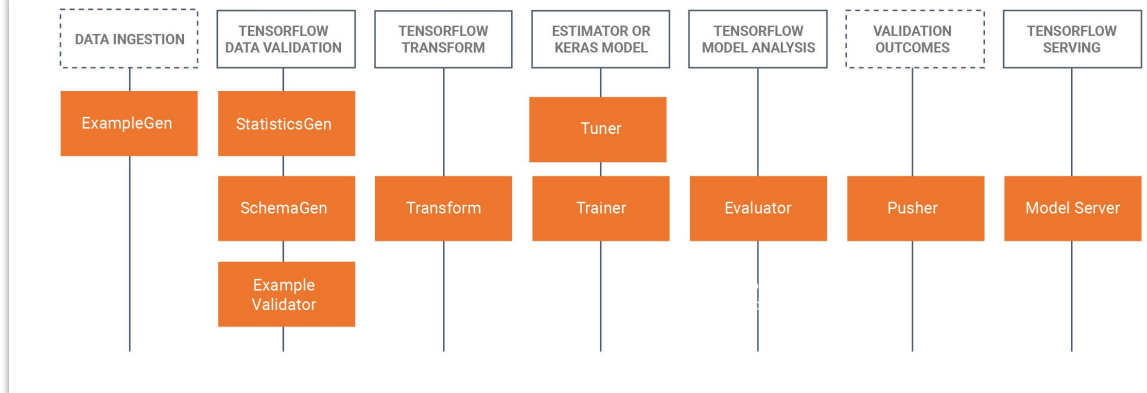 DATA INGESTION
TENSORFLOW
DATA VALIDATION
TENSORFLOW
TRANSFORM
ESTIMATOR OR
KERAS MODEL
TENSORFLOW
MODEL ANALYSIS
VALIDATION
OUTCOMES
TENSORFLOW
SERVING
ExampleGen
StatisticsGen
Tuner
SchemaGen
Transform
Trainer
Evaluator
Pusher
Model Server
Example
Validator